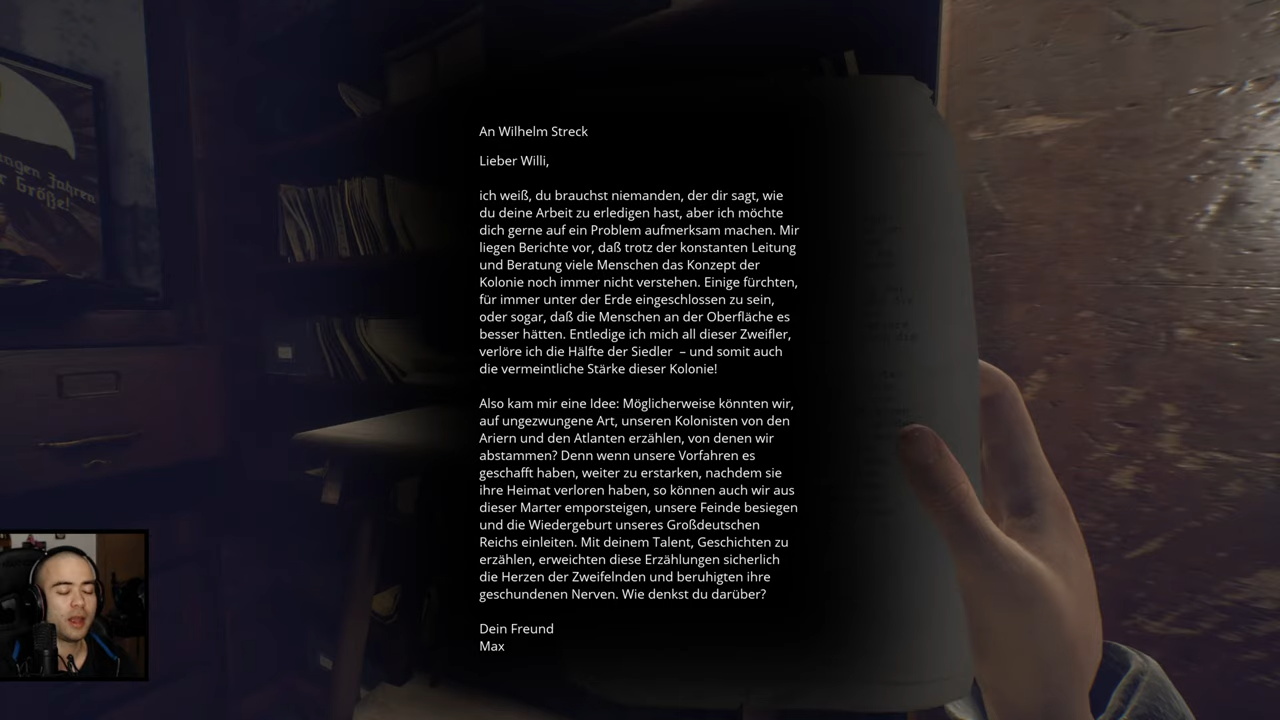 An Wilhelm Streck
Lieber Willi,
ich weiß, du brauchst niemanden, der dir sagt, wie
du deine Arbeit zu erledigen hast, aber ich möchte
dich gerne auf ein Problem aufmerksam machen. Mir
liegen Berichte vor, daß trotz der konstanten Leitung
und Beratung viele Menschen das Konzept der
Kolonie noch immer nicht verstehen. Einige fürchten,
für immer unter der Erde eingeschlossen zu sein,
oder sogar, daß die Menschen an der Oberfläche es
besser hätten. Entledige ich mich all dieser Zweifler,
verlöre ich die Hälfte der Siedler – und somit auch
die vermeintliche Stärke dieser Kolonie!
Also kam mir eine Idee: Möglicherweise könnten wir,
auf ungezwungene Art, unseren Kolonisten von den
Ariern und den Atlanten erzählen, von denen wir
abstammen? Denn wenn unsere Vorfahren es
geschafft haben, weiter zu erstarken, nachdem sie
ihre Heimat verloren haben, so können auch wir aus
dieser Marter emporsteigen, unsere Feinde besiegen
und die Wiedergeburt unseres Großdeutschen
Reichs einleiten. Mit deinem Talent, Geschichten zu
erzählen, erweichten diese Erzählungen sicherlich
die Herzen der Zweifelnden und beruhigten ihre
geschundenen Nerven. Wie denkst du darüber?
Dein Freund
Max
Jahren
Größe!